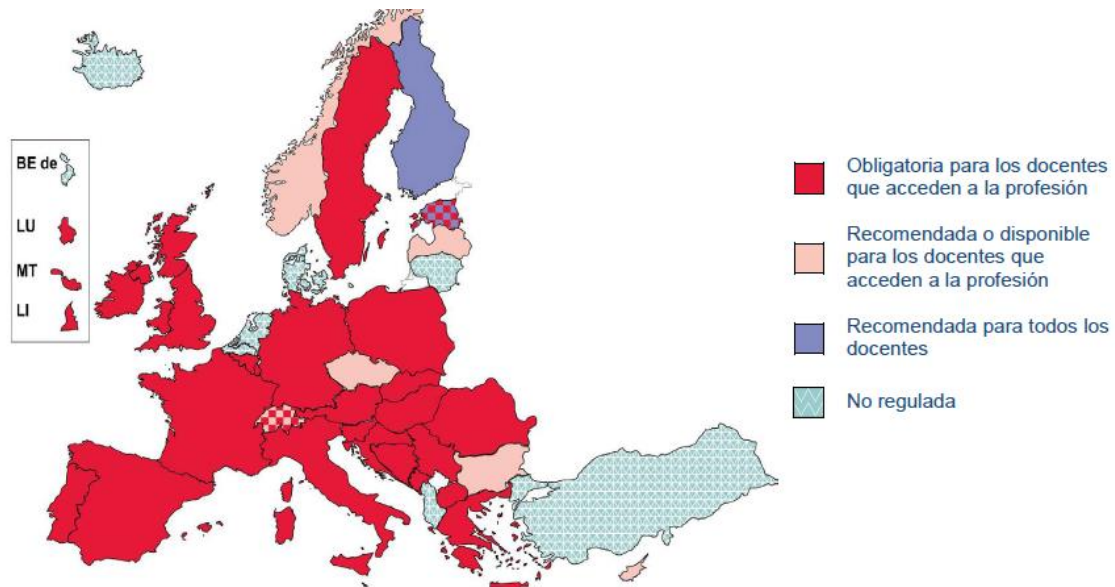 BE de
LU
MT
LI
Obligatoria para los docentes
que acceden a la profesión
Recomendada o disponible
para los docentes que
acceden a la profesión
Recomendada para todos los
docentes
No regulada